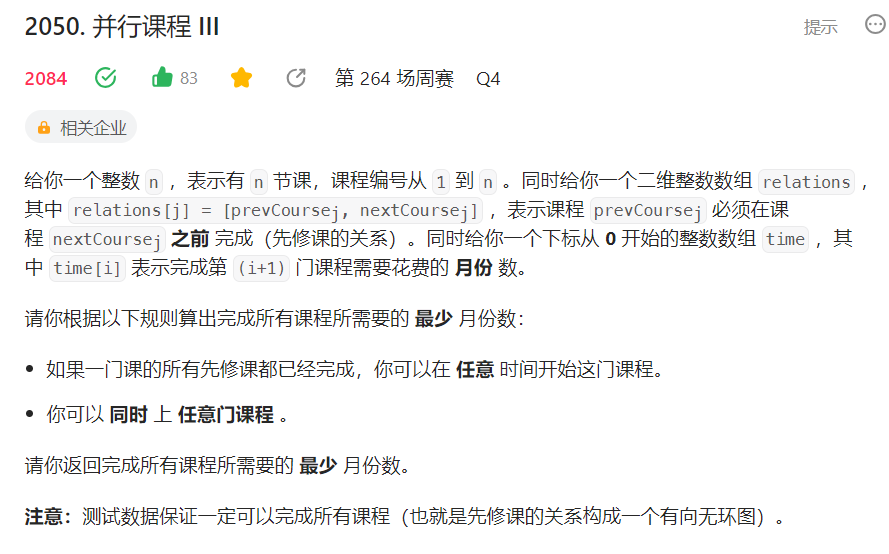 2050. 并行课程 III
提示
2084 83 第 264 场周赛 Q4
相关企业
给你一个整数 n ，表示有 n 节课，课程编号从 1 到 n 。同时给你一个二维整数数组 relations ，
其中 relations[j] = [prevCoursej, nextCoursej] ，表示课程 prevCoursej 必须在课
程 nextCoursej 之前 完成（先修课的关系）。同时给你一个下标从 0 开始的整数数组 time ，其
中 time[i] 表示完成第 (i+1) 门课程需要花费的 月份 数。
请你根据以下规则算出完成所有课程所需要的 最少 月份数：
• 如果一门课的所有先修课都已经完成，你可以在 任意 时间开始这门课程。
• 你可以 同时 上 任意门课程 。
请你返回完成所有课程所需要的 最少 月份数。
注意：测试数据保证一定可以完成所有课程（也就是先修课的关系构成一个有向无环图）。